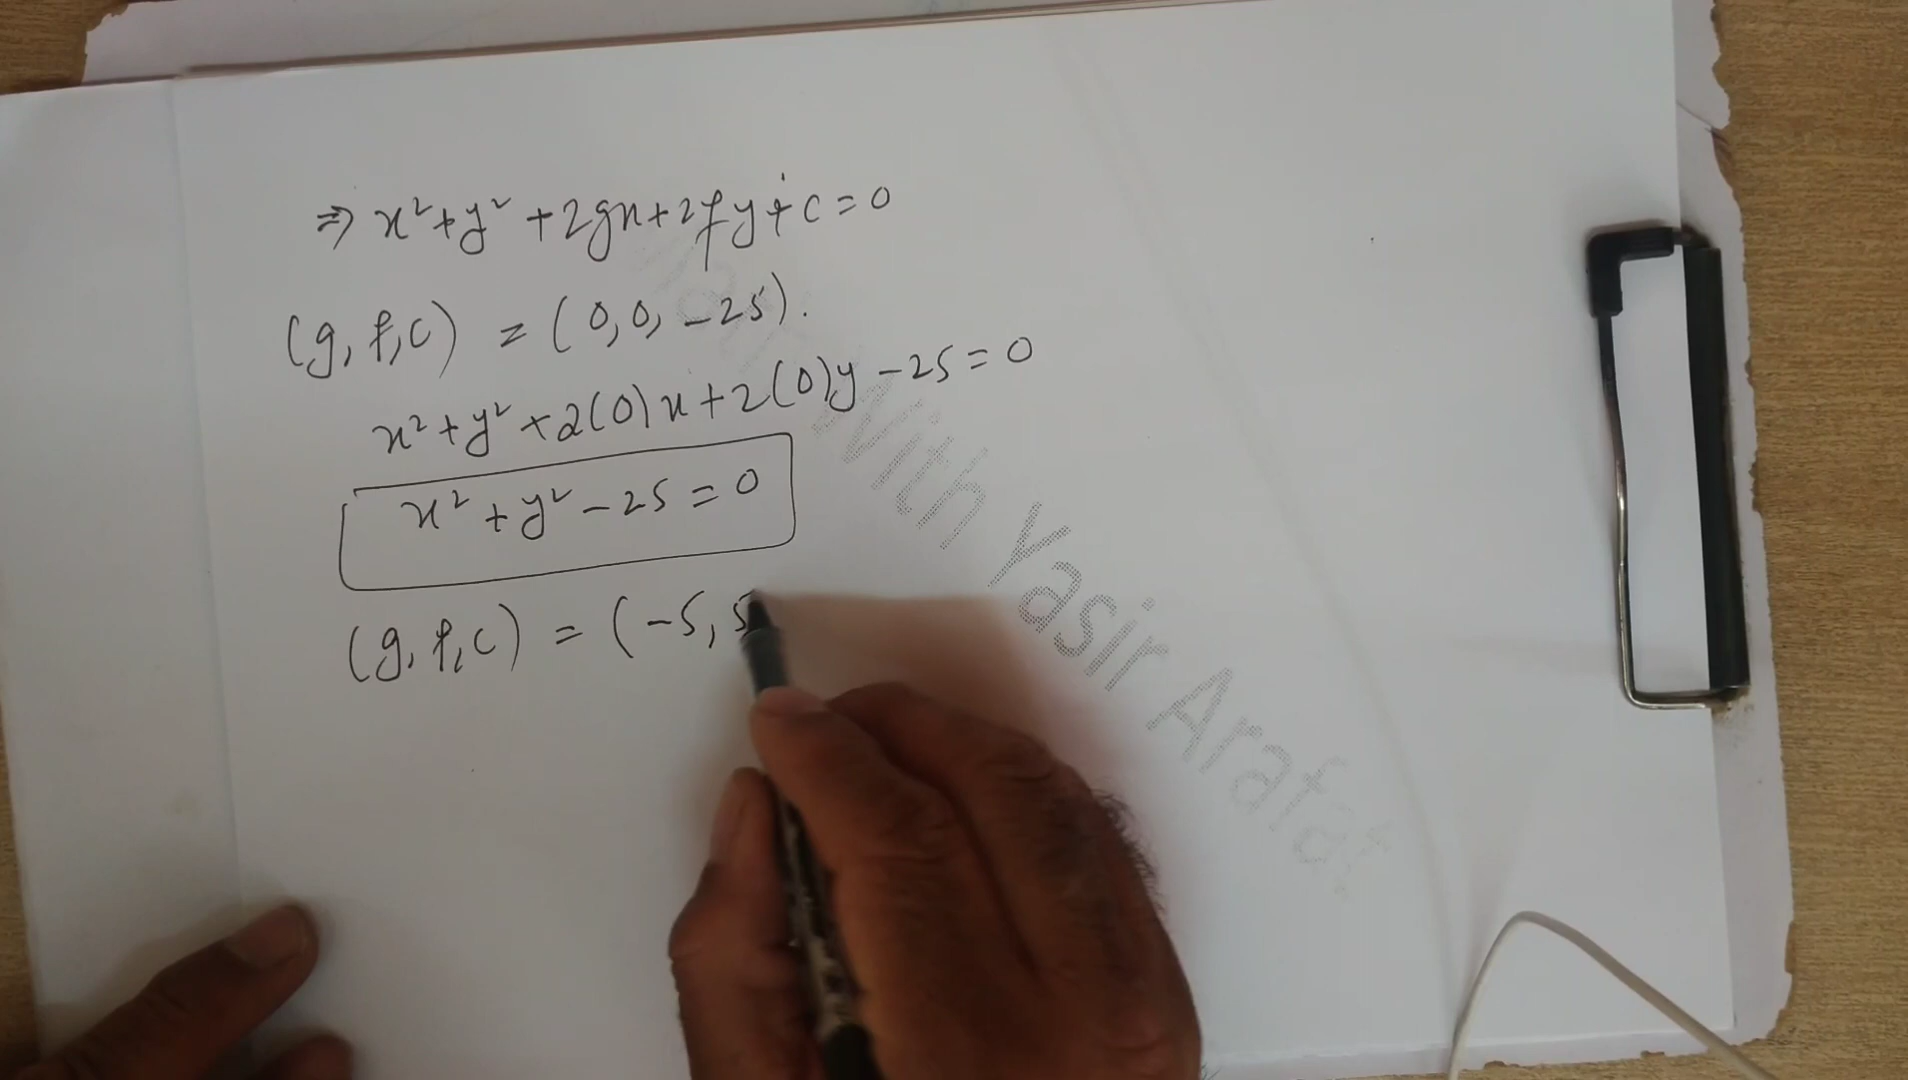 ⇒ x²+y²+2gx+2fy+c=0
(g, f, c) = (0, 0, -25).
x²+y²+2(0)x+2(0)y-25=0
x²+y²-25=0
(g, f, c) = (-5, 5
With Yasir Arafat